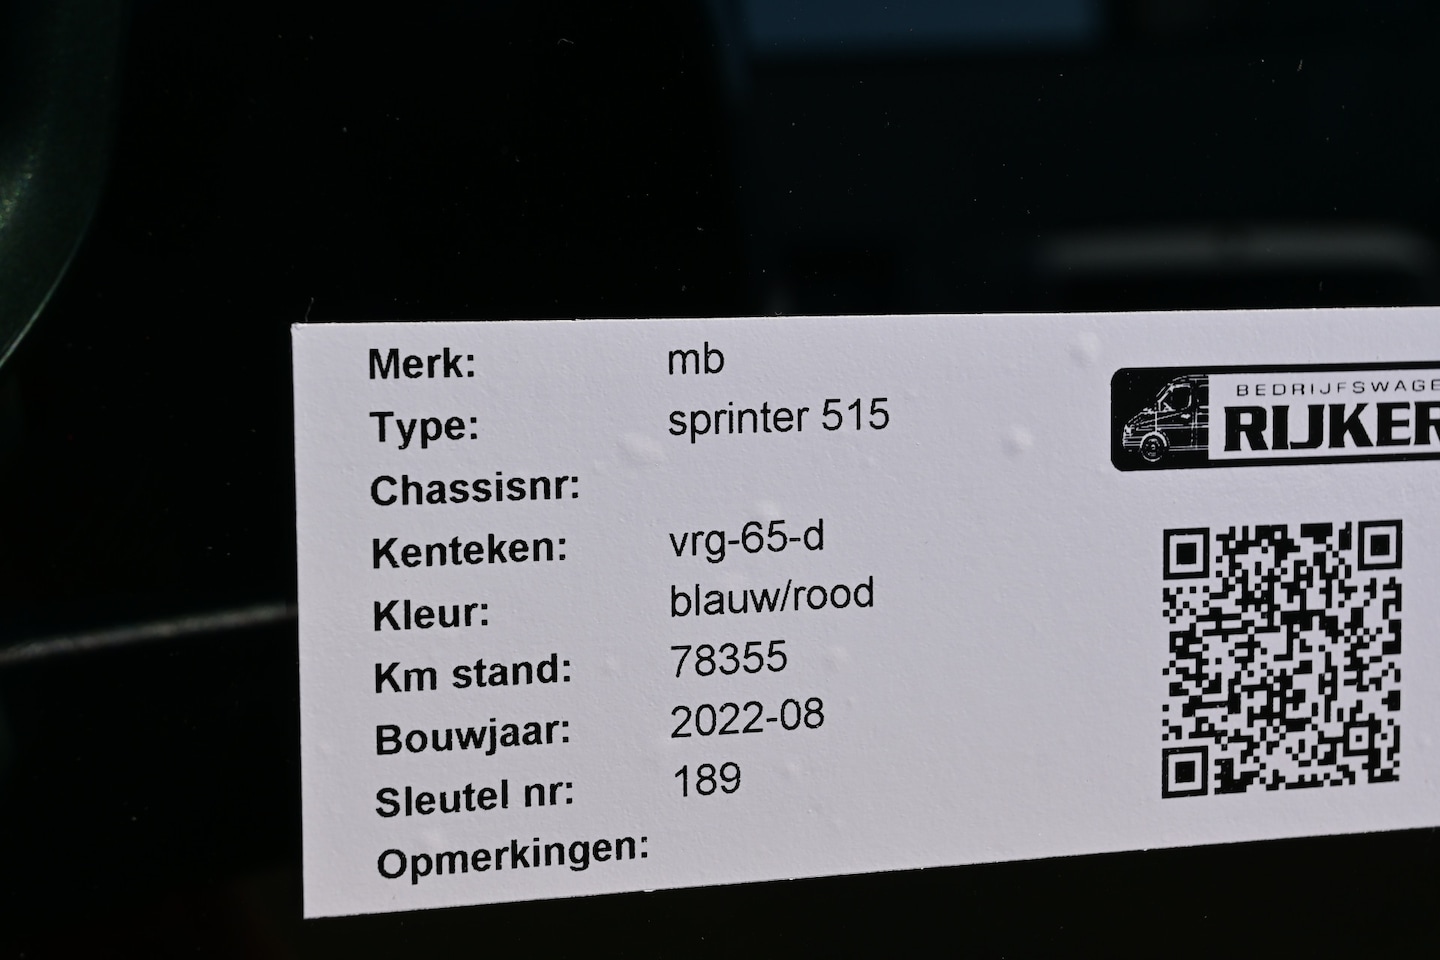 Merk: mb
Type: sprinter 515
Chassisnr:
Kenteken: vrg-65-d
Kleur: blauw/rood
Km stand: 78355
Bouwjaar: 2022-08
Sleutel nr: 189
Opmerkingen:
BEDRIJFSWAGE
RIJKER